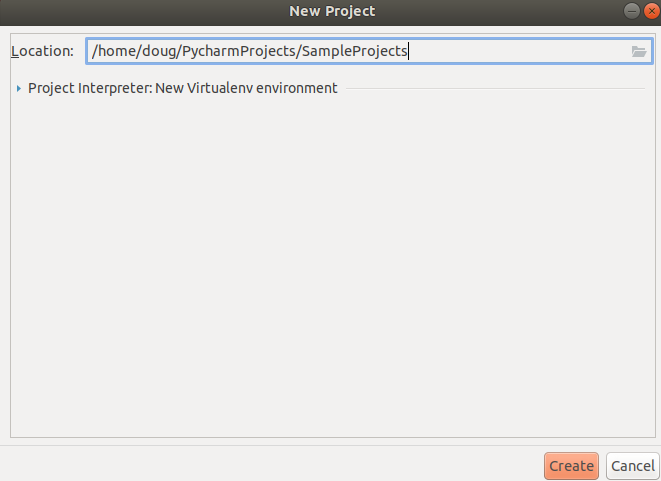 New Project
Location: /home/doug/PycharmProjects/SampleProjects
Project Interpreter: New Virtualenv environment
Create Cancel